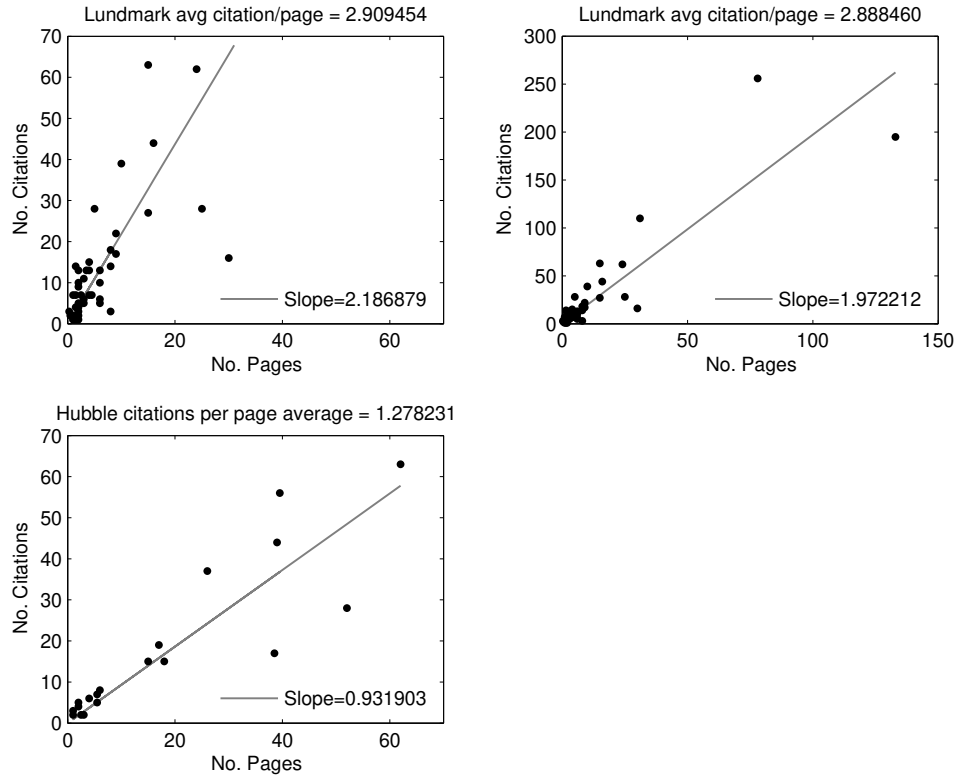 Lundmark avg citation/page = 2.909454
70
60
50
40
30
20
10
0
No. Citations
Slope=2.186879
0 20 40 60
No. Pages
Lundmark avg citation/page = 2.888460
300
250
200
150
100
50
0
No. Citations
Slope=1.972212
0 50 100 150
No. Pages
Hubble citations per page average = 1.278231
70
60
50
40
30
20
10
0
No. Citations
Slope=0.931903
0 20 40 60
No. Pages